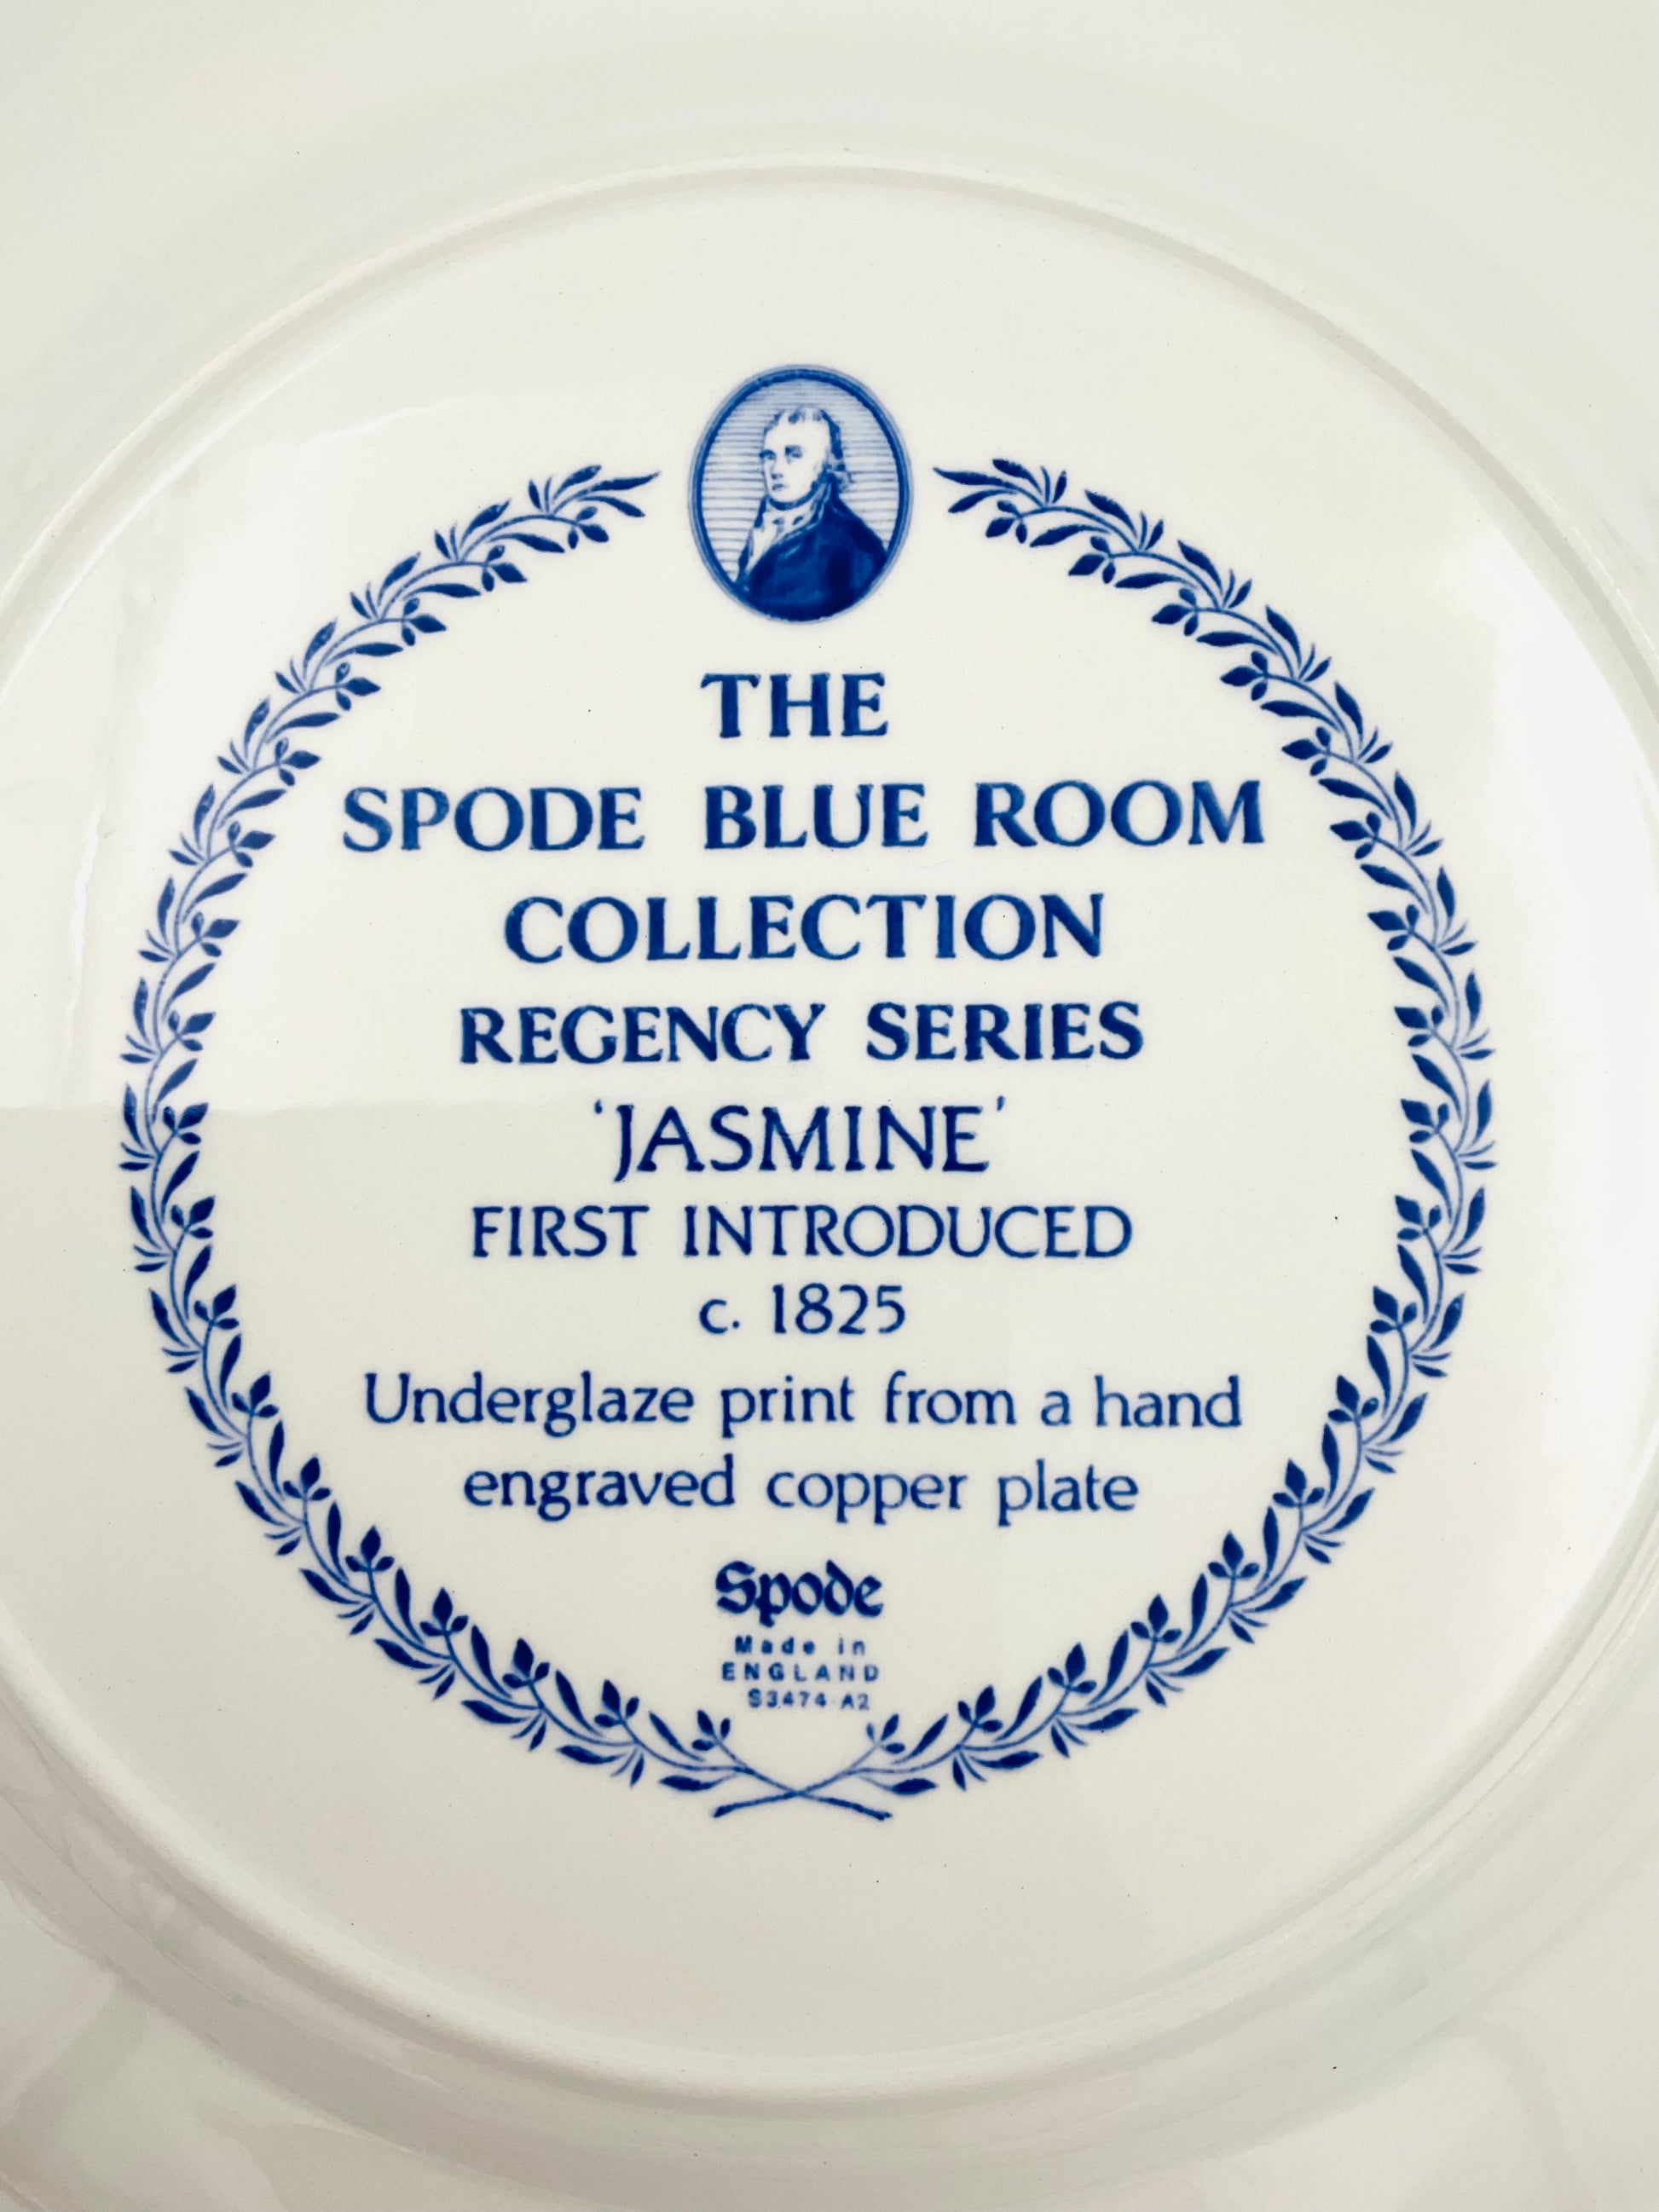 THE
SPODE BLUE ROOM
COLLECTION
REGENCY SERIES
‘JASMINE’
FIRST INTRODUCED
c. 1825
Underglaze print from a hand
engraved copper plate
Spode
Made in
ENGLAND
S3474 A2